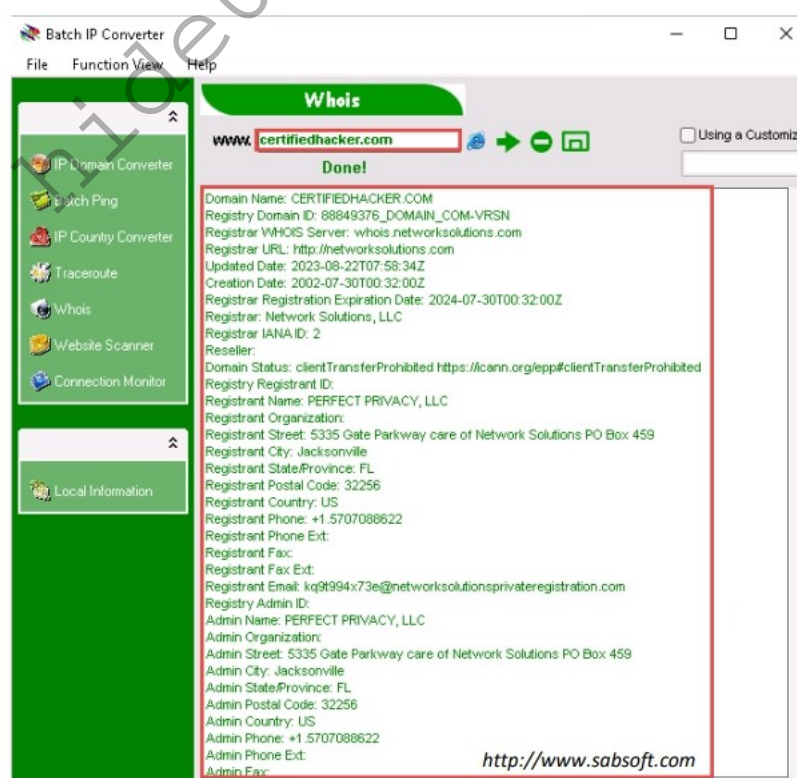 Batch IP Converter
File Function View Help
Whois
www. certifiedhacker.com
Using a Customiz
Done!
IP Domain Converter
Batch Ping
IP Country Converter
Traceroute
Whois
Website Scanner
Connection Monitor
Local Information
Domain Name: CERTIFIEDHACKER.COM
Registry Domain ID: 88849376_DOMAIN_COM-VRSN
Registrar WHOIS Server: whois.networksolutions.com
Registrar URL: http://networksolutions.com
Updated Date: 2023-08-22T07:58:34Z
Creation Date: 2002-07-30T00:32:00Z
Registrar Registration Expiration Date: 2024-07-30T00:32:00Z
Registrar: Network Solutions, LLC
Registrar IANA ID: 2
Reseller:
Domain Status: clientTransferProhibited https://icann.org/epp#clientTransferProhibited
Registry Registrant ID:
Registrant Name: PERFECT PRIVACY, LLC
Registrant Organization:
Registrant Street: 5335 Gate Parkway care of Network Solutions PO Box 459
Registrant City: Jacksonville
Registrant State/Province: FL
Registrant Postal Code: 32256
Registrant Country: US
Registrant Phone: +1.5707088622
Registrant Phone Ext:
Registrant Fax:
Registrant Fax Ext:
Registrant Email: kq9t994x73e@networksolutionsprivateregistration.com
Registry Admin ID:
Admin Name: PERFECT PRIVACY, LLC
Admin Organization:
Admin Street: 5335 Gate Parkway care of Network Solutions PO Box 459
Admin City: Jacksonville
Admin State/Province: FL
Admin Postal Code: 32256
Admin Country: US
Admin Phone: +1.5707088622
Admin Phone Ext:
Admin Fax:
http://www.sabsoft.com